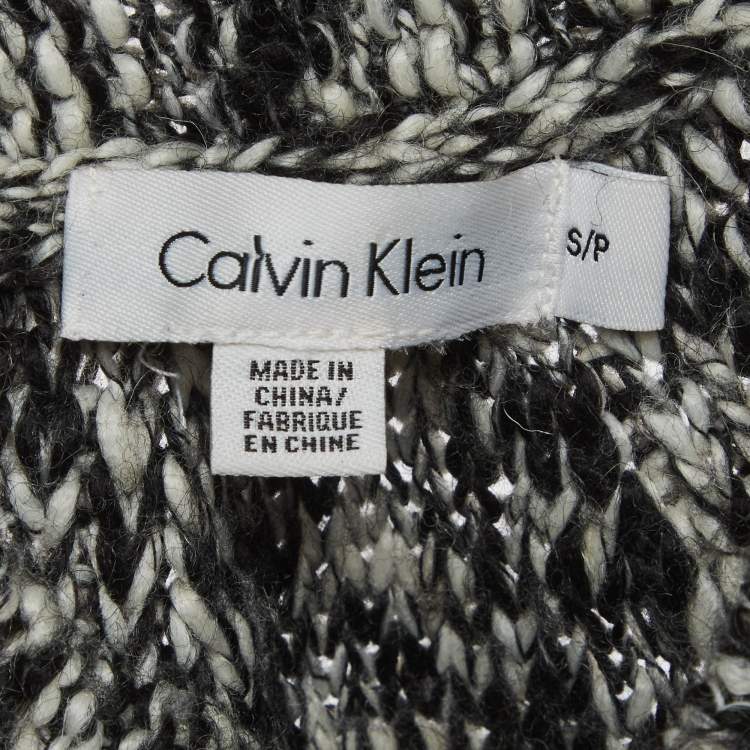 Calvin Klein
S/P
MADE IN
CHINA/
FABRIQUE
EN CHINE